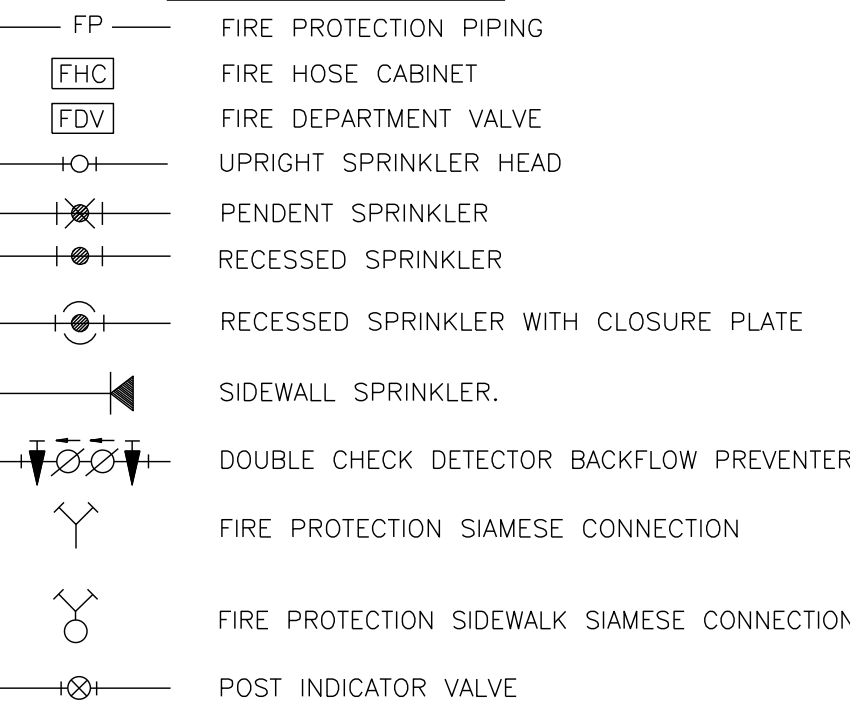 FP FIRE PROTECTION PIPING
FHC FIRE HOSE CABINET
FDV FIRE DEPARTMENT VALVE
UPRIGHT SPRINKLER HEAD
PENDENT SPRINKLER
RECESSED SPRINKLER
RECESSED SPRINKLER WITH CLOSURE PLATE
SIDEWALL SPRINKLER.
DOUBLE CHECK DETECTOR BACKFLOW PREVENTER
FIRE PROTECTION SIAMESE CONNECTION
FIRE PROTECTION SIDEWALK SIAMESE CONNECTION
POST INDICATOR VALVE